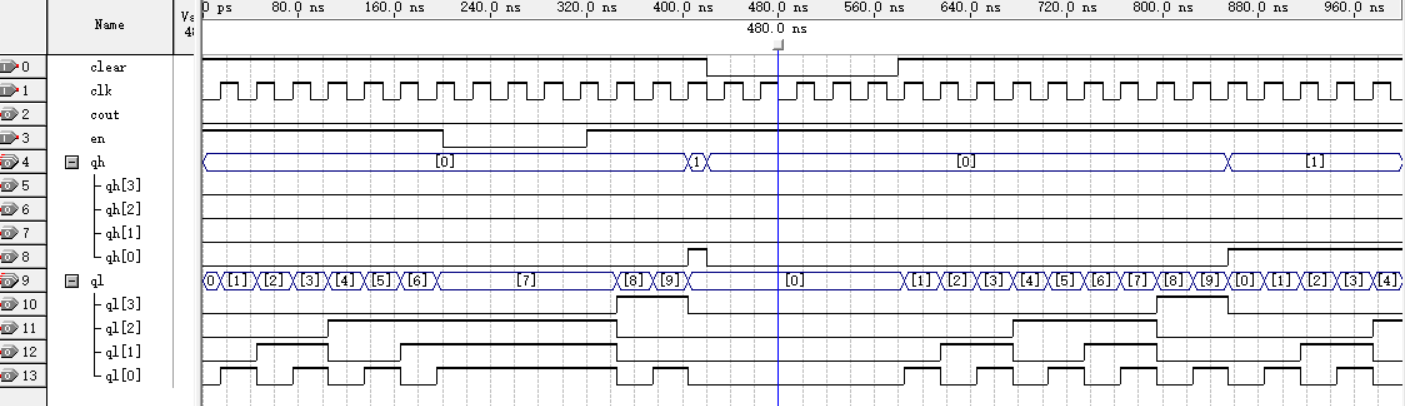 Name Va 0 ps 80.0 ns 160.0 ns 240.0 ns 320.0 ns 400.0 ns 480.0 ns 560.0 ns 640.0 ns 720.0 ns 800.0 ns 880.0 ns 960.0 ns
480.0 ns
0 clear
1 clk
2 cout
3 en
4 qh [0] 1 [0] [1]
5 qh[3]
6 qh[2]
7 qh[1]
8 qh[0]
9 ql 0 [1] [2] [3] [4] [5] [6] [7] [8] [9] [0] [1] [2] [3] [4] [5] [6] [7] [8] [9] [0] [1] [2] [3] [4]
10 ql[3]
11 ql[2]
12 ql[1]
13 ql[0]